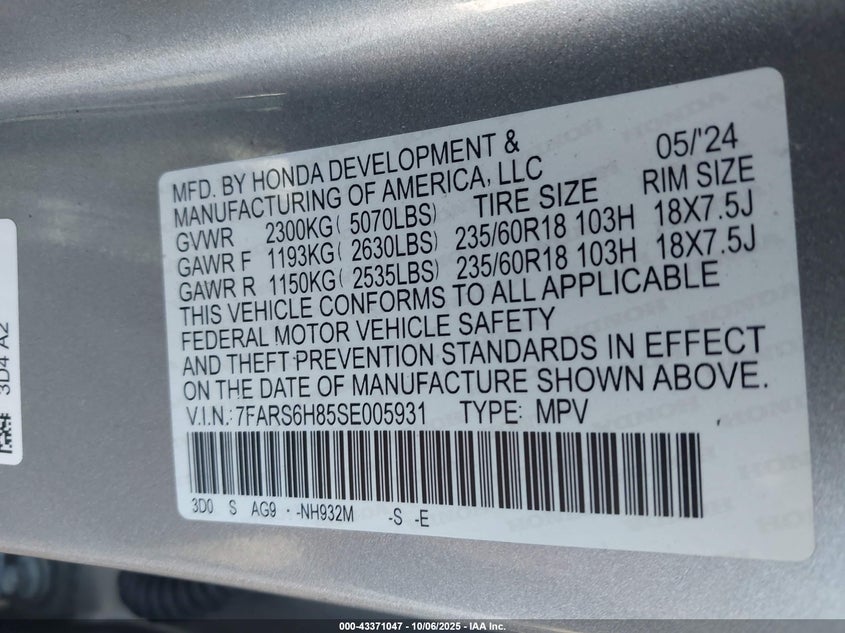 MFD. BY HONDA DEVELOPMENT & 05/'24
MANUFACTURING OF AMERICA, LLC
TIRE SIZE RIM SIZE
GVWR 2300KG( 5070LBS)
GAWR F 1193KG( 2630LBS) 235/60R18 103H 18X7.5J
GAWR R 1150KG( 2535LBS) 235/60R18 103H 18X7.5J
THIS VEHICLE CONFORMS TO ALL APPLICABLE
FEDERAL MOTOR VEHICLE SAFETY
AND THEFT PREVENTION STANDARDS IN EFFECT
ON THE DATE OF MANUFACTURE SHOWN ABOVE.
V.I.N.:7FARS6H85SE005931 TYPE: MPV
3D0 S AG9 - -NH932M -S -E
3D4 A2
HONDA
000-43371047 - 10/06/2025 - IAA Inc.